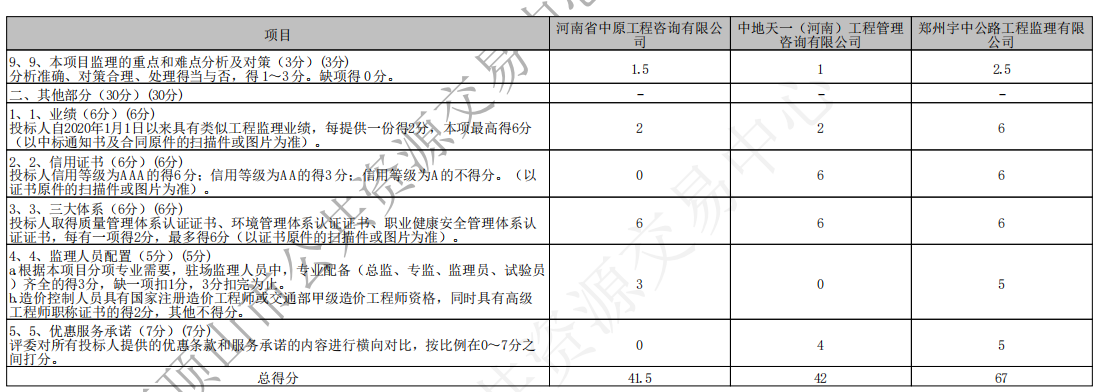 项目
河南省中原工程咨询有限公
司
中地天一（河南）工程管理
咨询有限公司
郑州宇中公路工程监理有限
公司
9、9、本项目监理的重点和难点分析及对策（3分）(3分)
分析准确、对策合理、处理得当与否，得 1～3 分。缺项得 0 分。
1.5
1
2.5
二、其他部分（30分）(30分)
-
-
-
1、1、业绩（6分）(6分)
投标人自2020年1月1日以来具有类似工程监理业绩，每提供一份得2分，本项最高得6分
（以中标通知书及合同原件的扫描件或图片为准）。
2
2
6
2、2、信用证书（6分）(6分)
投标人信用等级为AAA的得6分；信用等级为AA的得3分；信用等级为A的不得分。（以
证书原件的扫描件或图片为准）。
0
6
6
3、3、三大体系（6分）(6分)
投标人取得质量管理体系认证证书、环境管理体系认证证书、职业健康安全管理体系认
证证书，每有一项得2分，最多得6分（以证书原件的扫描件或图片为准）。
6
6
6
4、4、监理人员配置（5分）(5分)
a.根据本项目分项专业需要，驻场监理人员中，专业配备（总监、专监、监理员、试验员
）齐全的得3分，缺一项扣1分，3分扣完为止。
b.造价控制人员具有国家注册造价工程师或交通部甲级造价工程师资格，同时具有高级
工程师职称证书的得2分，其他不得分。
3
0
5
5、5、优惠服务承诺（7分）(7分)
评委对所有投标人提供的优惠条款和服务承诺的内容进行横向对比，按比例在0～7分之
间打分。
0
4
5
总得分
41.5
42
67
顶山市公共资源交易中心
共资源交易中心